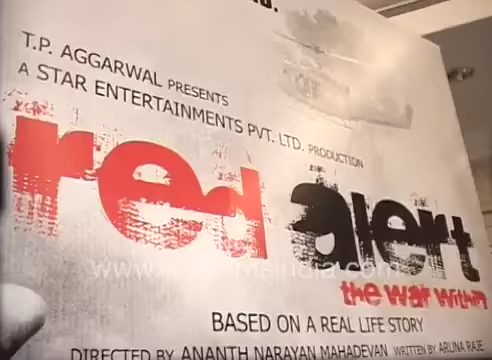 T.P. AGGARWAL PRESENTS
A STAR ENTERTAINMENTS PVT. LTD. PRODUCTION
red alert
the war within
BASED ON A REAL LIFE STORY
DIRECTED BY ANANTH NARAYAN MAHADEVAN WRITTEN BY ARUNA RAJE